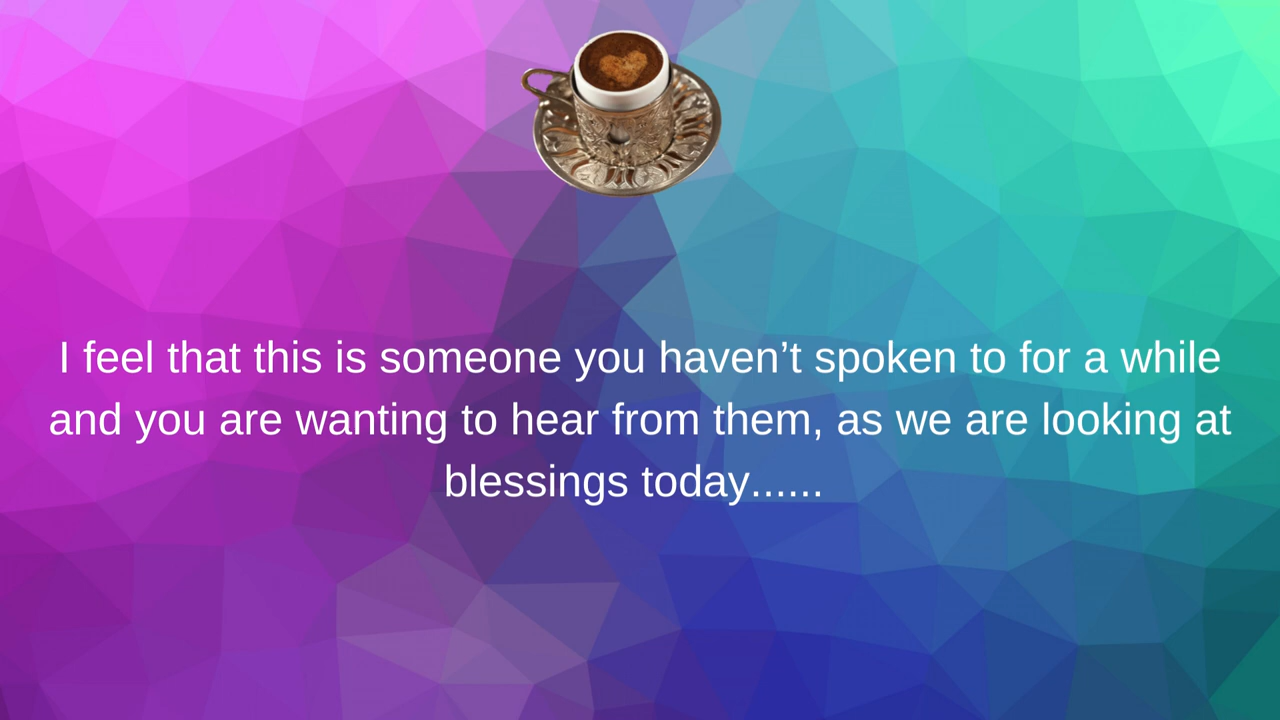 I feel that this is someone you haven’t spoken to for a while
and you are wanting to hear from them, as we are looking at
blessings today......